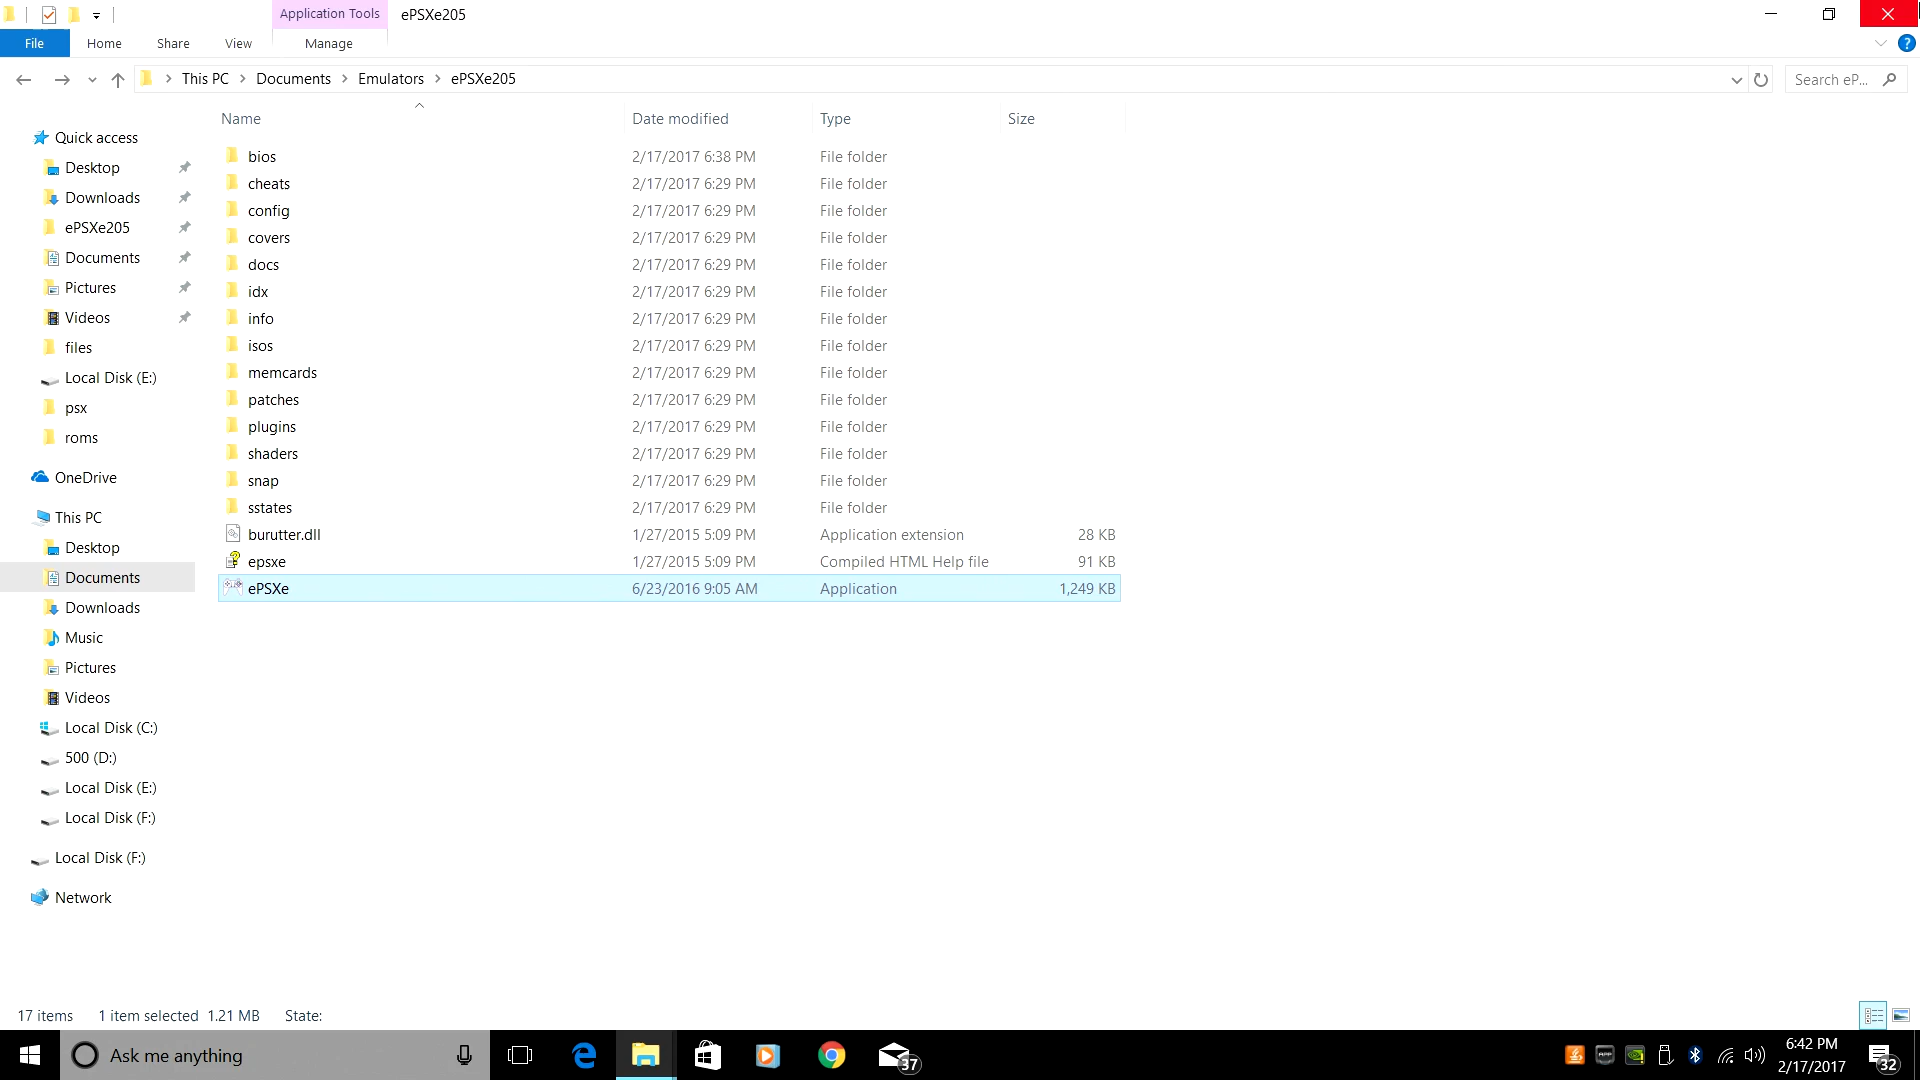 Application Tools ePSXe205
File Home Share View Manage
This PC Documents Emulators ePSXe205 Search eP...
Name Date modified Type Size
Quick access
Desktop
Downloads
ePSXe205
Documents
Pictures
Videos
files
Local Disk (E:)
psx
roms
OneDrive
This PC
Desktop
Documents
Downloads
Music
Pictures
Videos
Local Disk (C:)
500 (D:)
Local Disk (E:)
Local Disk (F:)
Local Disk (F:)
Network
bios 2/17/2017 6:38 PM File folder
cheats 2/17/2017 6:29 PM File folder
config 2/17/2017 6:29 PM File folder
covers 2/17/2017 6:29 PM File folder
docs 2/17/2017 6:29 PM File folder
idx 2/17/2017 6:29 PM File folder
info 2/17/2017 6:29 PM File folder
isos 2/17/2017 6:29 PM File folder
memcards 2/17/2017 6:29 PM File folder
patches 2/17/2017 6:29 PM File folder
plugins 2/17/2017 6:29 PM File folder
shaders 2/17/2017 6:29 PM File folder
snap 2/17/2017 6:29 PM File folder
sstates 2/17/2017 6:29 PM File folder
burutter.dll 1/27/2015 5:09 PM Application extension 28 KB
epsxe 1/27/2015 5:09 PM Compiled HTML Help file 91 KB
ePSXe 6/23/2016 9:05 AM Application 1,249 KB
17 items 1 item selected 1.21 MB State:
Ask me anything 37 6:42 PM 32
2/17/2017